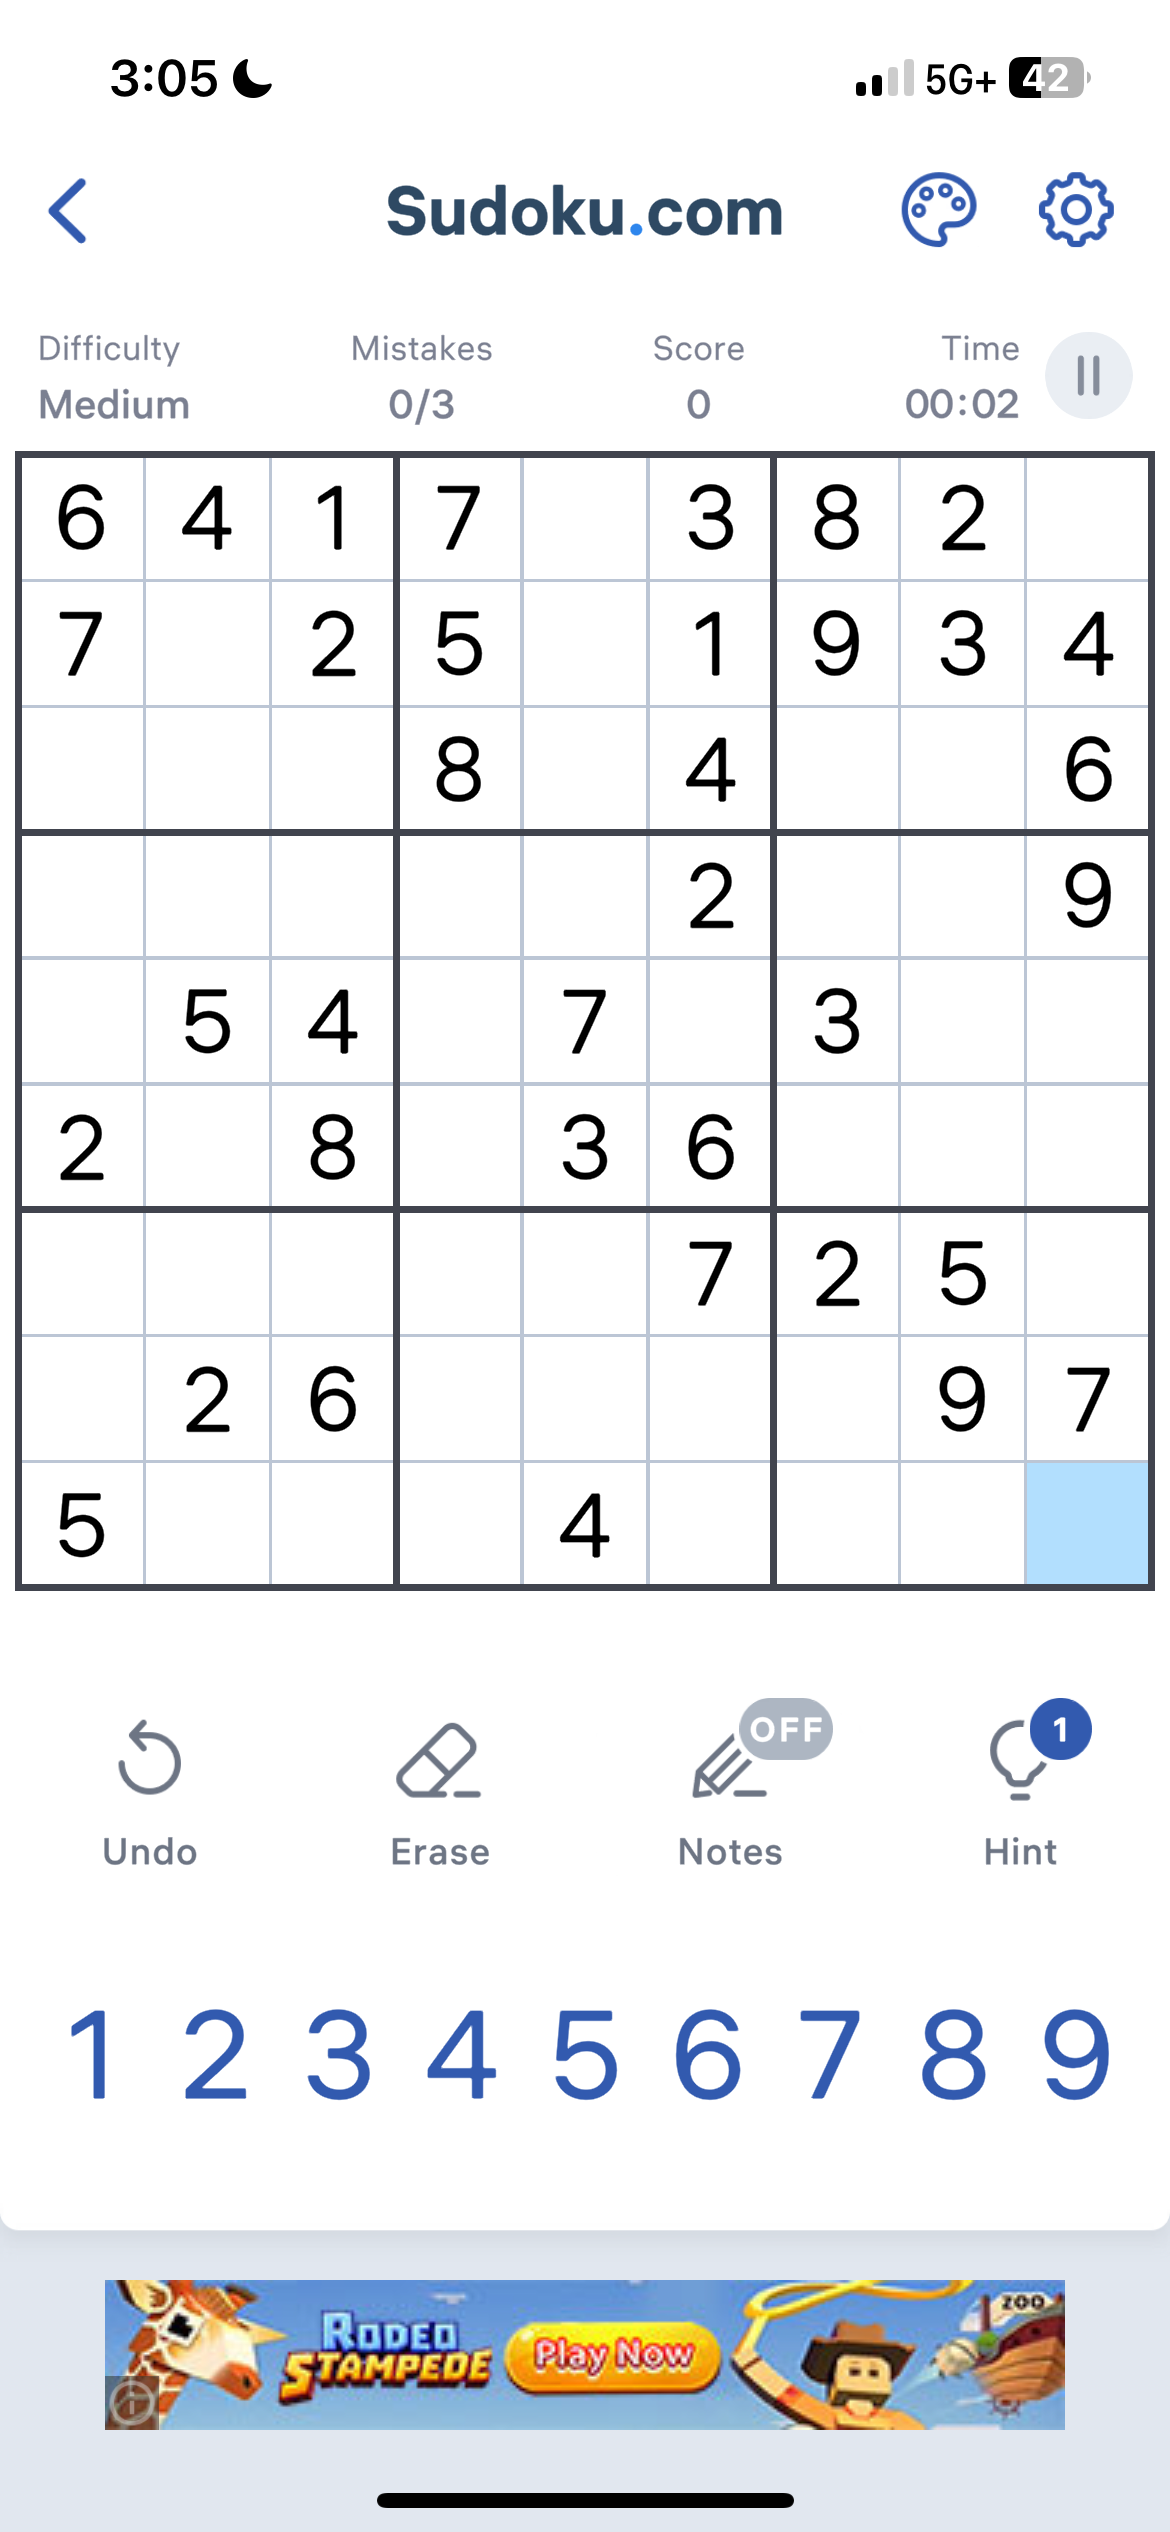 3:05 5G+ 42
Sudoku.com
Difficulty Mistakes Score Time
Medium 0/3 0 00:02
6 4 1 7 3 8 2
7 2 5 1 9 3 4
8 4 6
2 9
5 4 7 3
2 8 3 6
7 2 5
2 6 9 7
5 4
OFF 1
Undo Erase Notes Hint
1 2 3 4 5 6 7 8 9
RODEO STAMPEDE Play Now ZOO